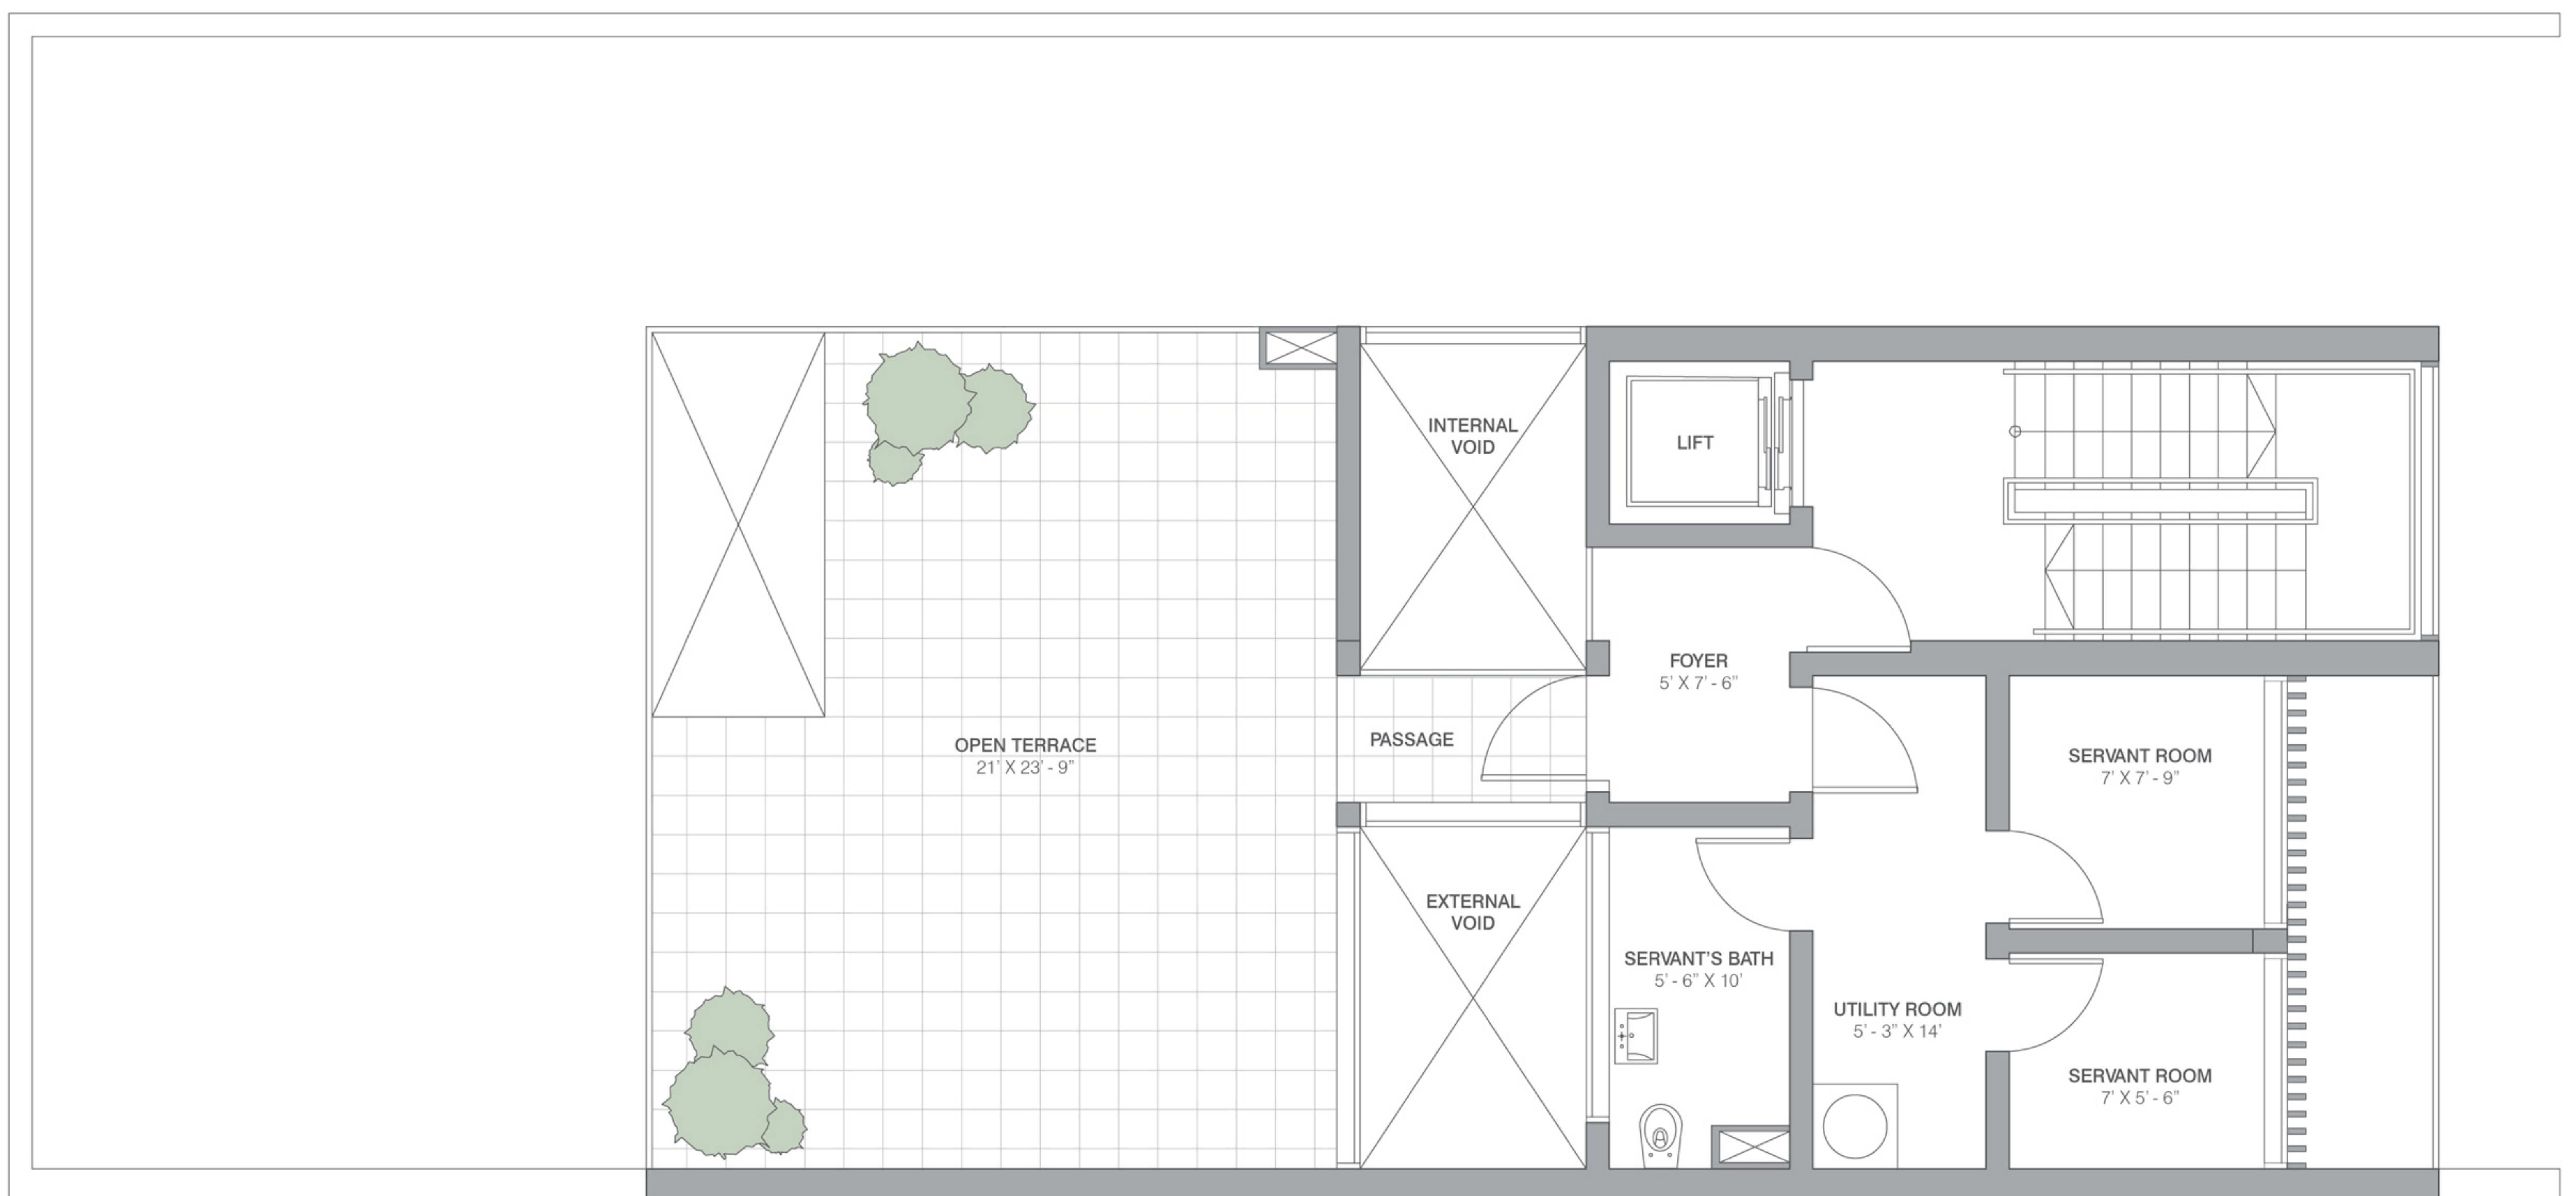 INTERNAL
VOID
LIFT
FOYER
5’ X 7’ - 6”
OPEN TERRACE
21’ X 23’ - 9”
PASSAGE
SERVANT ROOM
7’ X 7’ - 9”
EXTERNAL
VOID
SERVANT’S BATH
5’ - 6” X 10’
UTILITY ROOM
5’ - 3” X 14’
SERVANT ROOM
7’ X 5’ - 6”